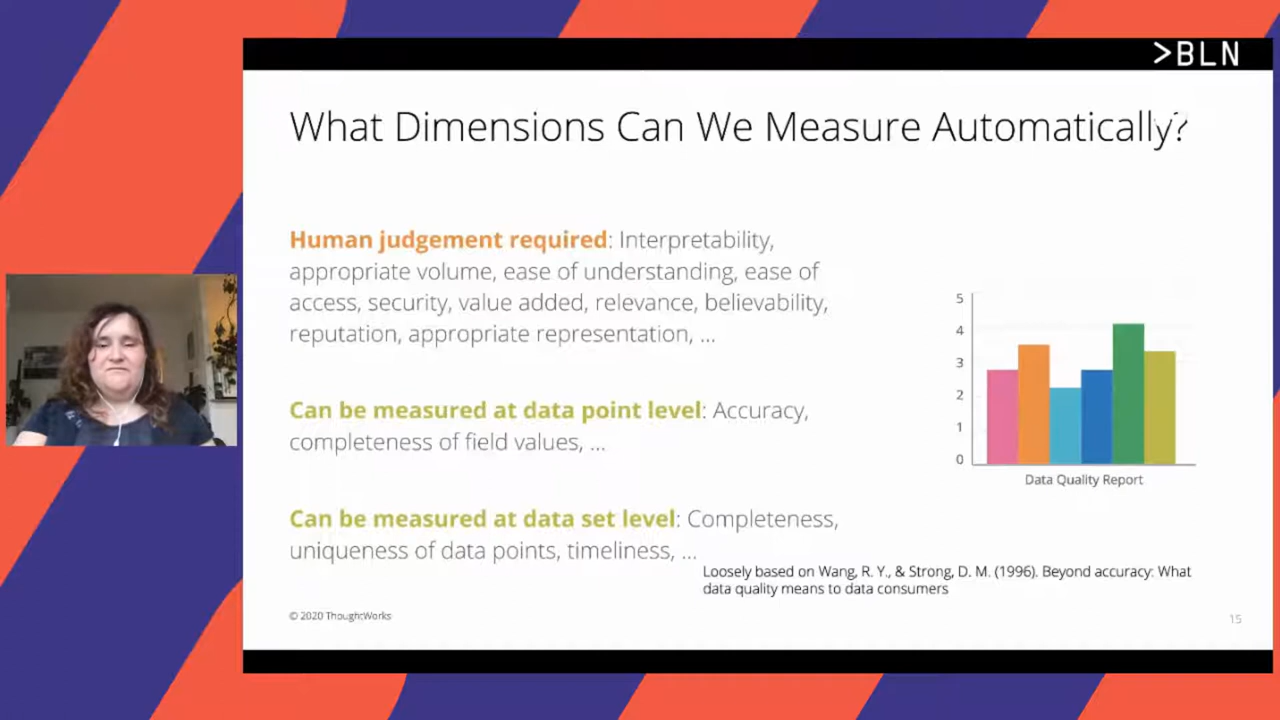 >BLN
What Dimensions Can We Measure Automatically?
Human judgement required: Interpretability,
appropriate volume, ease of understanding, ease of
access, security, value added, relevance, believability,
reputation, appropriate representation, ...
Can be measured at data point level: Accuracy,
completeness of field values, ...
Can be measured at data set level: Completeness,
uniqueness of data points, timeliness, ...
5
4
3
2
1
0
Data Quality Report
Loosely based on Wang, R. Y., & Strong, D. M. (1996). Beyond accuracy: What
data quality means to data consumers
© 2020 ThoughtWorks
15